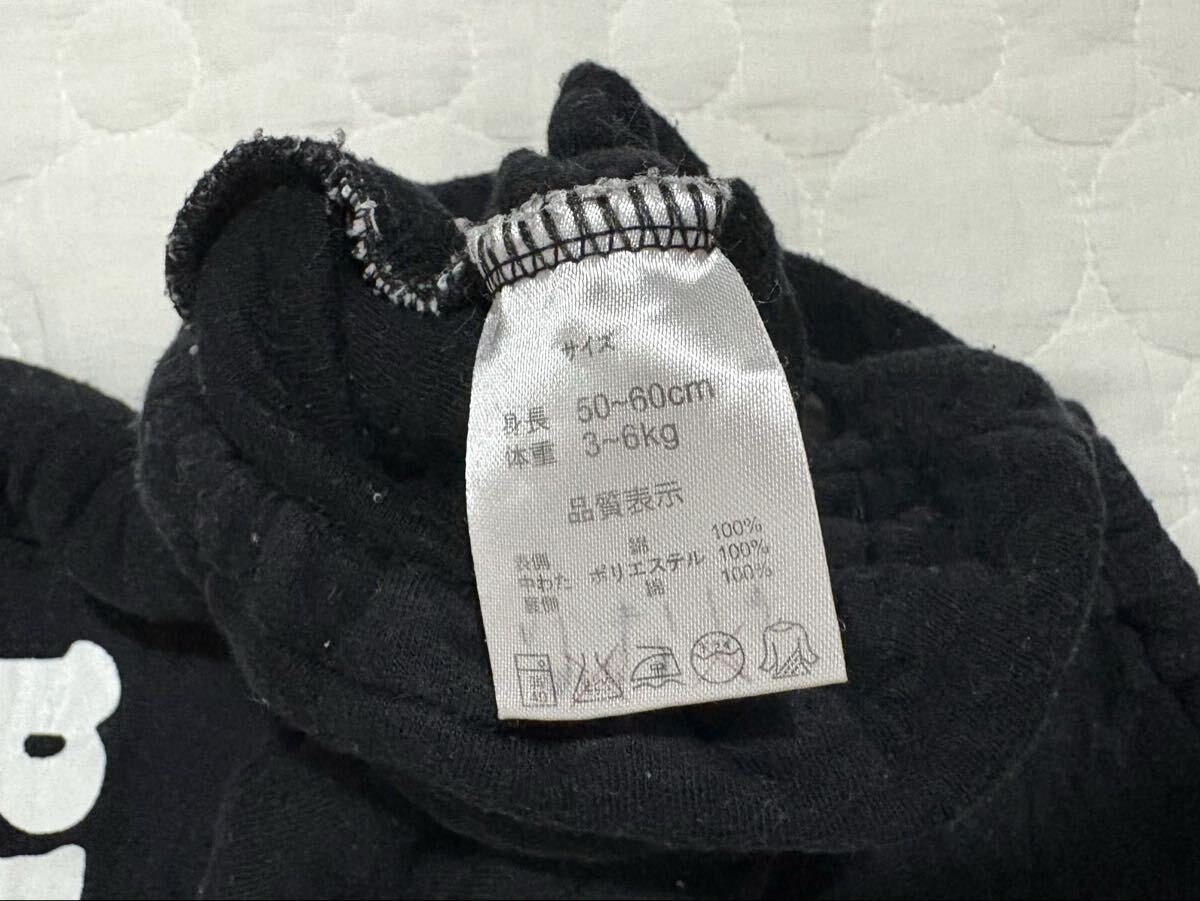 サイズ
身長 50~60cm
体重 3~6kg
品質表示
表側 綿 100%
中わた ポリエステル 100%
裏側 綿 100%